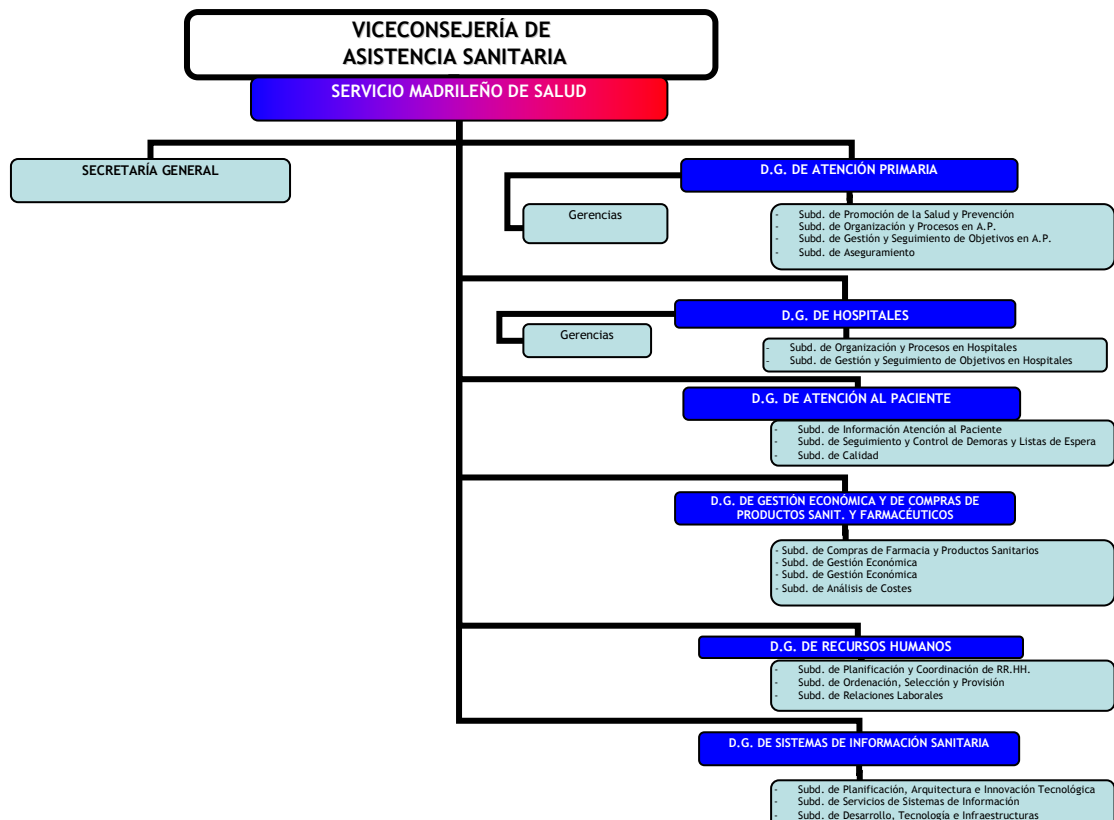 VICECONSEJERÍA DE
ASISTENCIA SANITARIA
SERVICIO MADRILEÑO DE SALUD
SECRETARÍA GENERAL
D.G. DE ATENCIÓN PRIMARIA
Gerencias
- Subd. de Promoción de la Salud y Prevención
- Subd. de Organización y Procesos en A.P.
- Subd. de Gestión y Seguimiento de Objetivos en A.P.
- Subd. de Aseguramiento
D.G. DE HOSPITALES
Gerencias
- Subd. de Organización y Procesos en Hospitales
- Subd. de Gestión y Seguimiento de Objetivos en Hospitales
D.G. DE ATENCIÓN AL PACIENTE
- Subd. de Información Atención al Paciente
- Subd. de Seguimiento y Control de Demoras y Listas de Espera
- Subd. de Calidad
D.G. DE GESTIÓN ECONÓMICA Y DE COMPRAS DE
PRODUCTOS SANIT. Y FARMACÉUTICOS
- Subd. de Compras de Farmacia y Productos Sanitarios
- Subd. de Gestión Económica
- Subd. de Gestión Económica
- Subd. de Análisis de Costes
D.G. DE RECURSOS HUMANOS
- Subd. de Planificación y Coordinación de RR.HH.
- Subd. de Ordenación, Selección y Provisión
- Subd. de Relaciones Laborales
D.G. DE SISTEMAS DE INFORMACIÓN SANITARIA
- Subd. de Planificación, Arquitectura e Innovación Tecnológica
- Subd. de Servicios de Sistemas de Información
- Subd. de Desarrollo, Tecnología e Infraestructuras